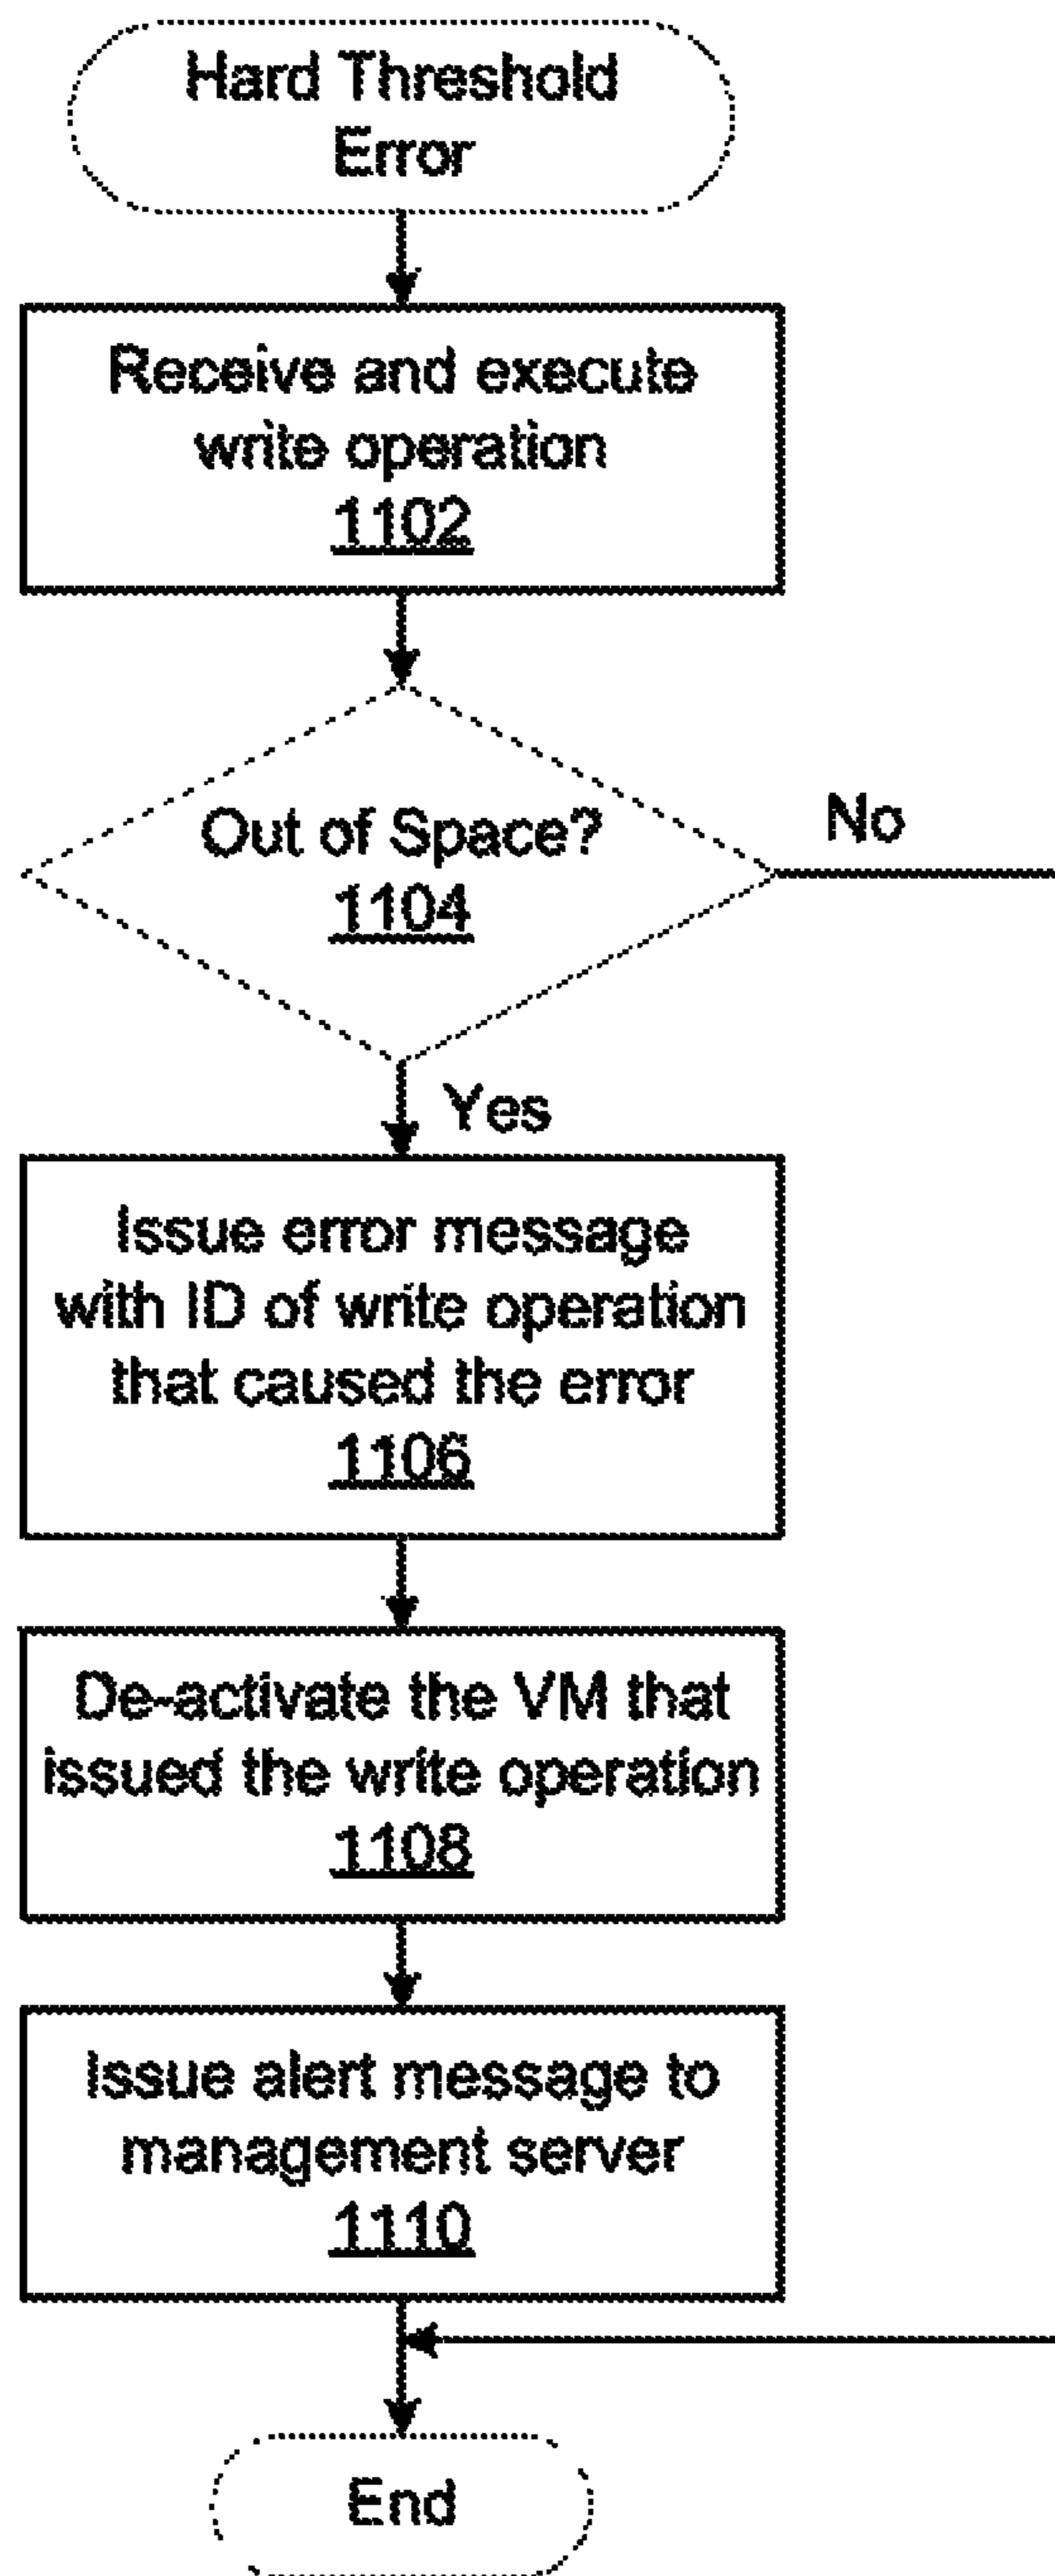 Hard Threshold
Error
Receive and execute
write operation
1102
Out of Space?
1104
No
Yes
Issue error message
with ID of write operation
that caused the error
1106
De-activate the VM that
issued the write operation
1108
Issue alert message to
management server
1110
End